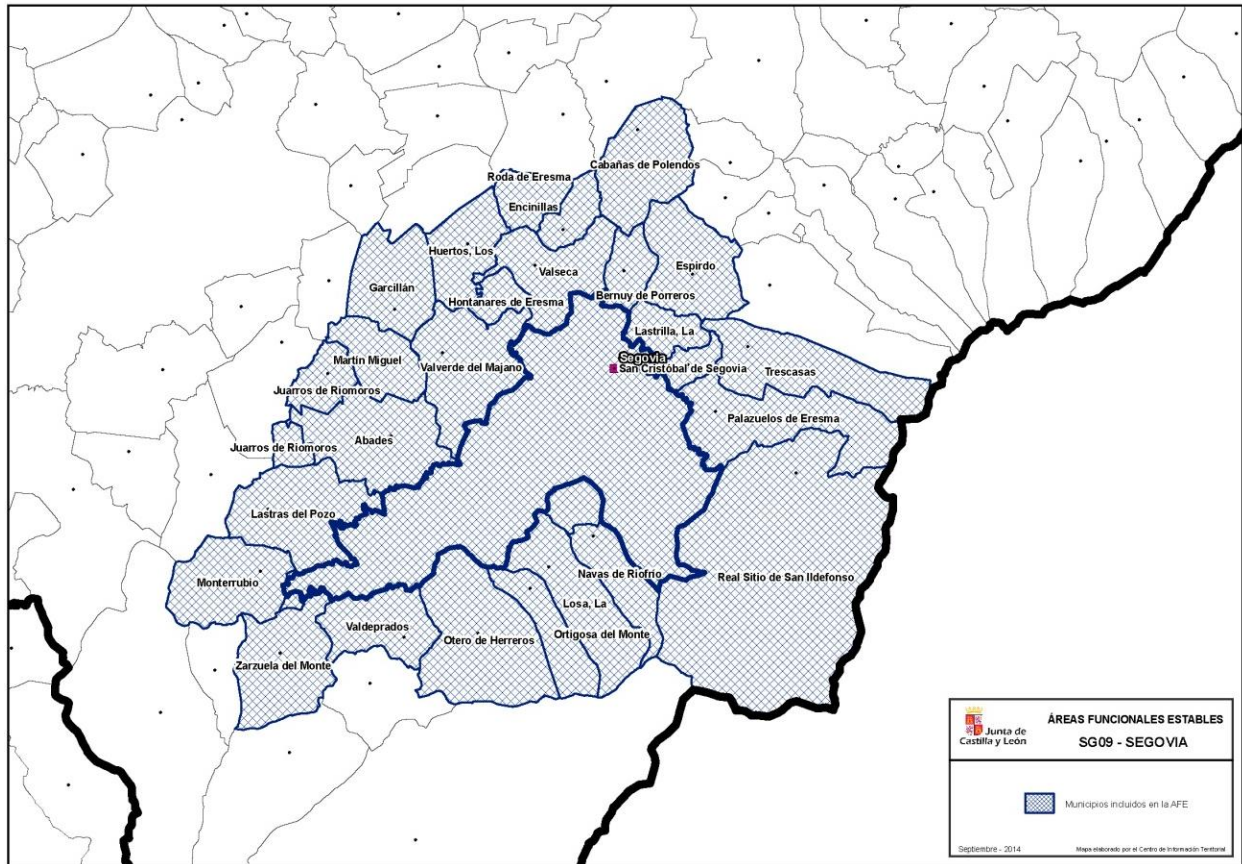 Cabañas de Polendos
Roda de Eresma
Encinillas
Huertos, Los
Espirdo
Valseca
Garcillán
Bernuy de Porreros
Hontanares de Eresma
Lastrilla, La
Segovia
Martín Miguel
Valverde del Majano
San Cristóbal de Segovia
Trescasas
Juarros de Riomoros
Palazuelos de Eresma
Abades
Juarros de Riomoros
Lastras del Pozo
Navas de Riofrío
Real Sitio de San Ildefonso
Monterrubio
Losa, La
Valdeprados
Ortigosa del Monte
Otero de Herreros
Zarzuela del Monte
Junta de
Castilla y León
ÁREAS FUNCIONALES ESTABLES
SG09 - SEGOVIA
Municipios incluidos en la AFE
Septiembre - 2014
Mapa elaborado por el Centro de Información Territorial